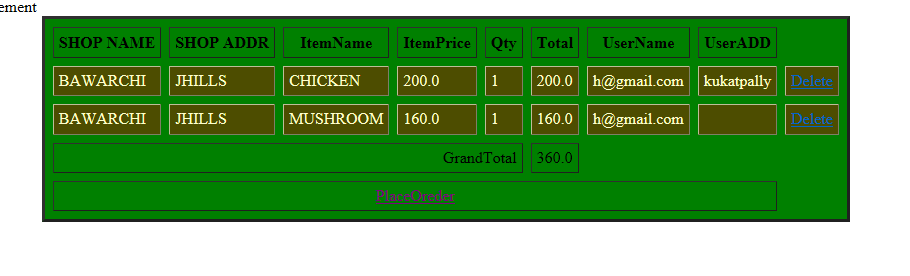 ement
SHOP NAME SHOP ADDR ItemName ItemPrice Qty Total UserName UserADD
BAWARCHI JHILLS CHICKEN 200.0 1 200.0 h@gmail.com kukatpally Delete
BAWARCHI JHILLS MUSHROOM 160.0 1 160.0 h@gmail.com Delete
GrandTotal 360.0
PlaceOreder